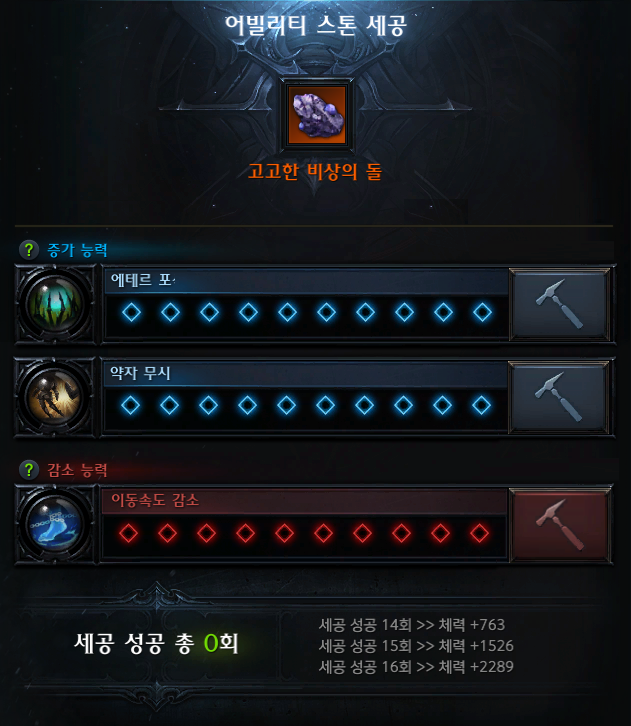 어빌리티 스톤 세공
고고한 비상의 돌
? 증가 능력
에테르
약자 무시
? 감소 능력
이동속도 감소
세공 성공 총 0회
세공 성공 14회 >> 체력 +763
세공 성공 15회 >> 체력 +1526
세공 성공 16회 >> 체력 +2289